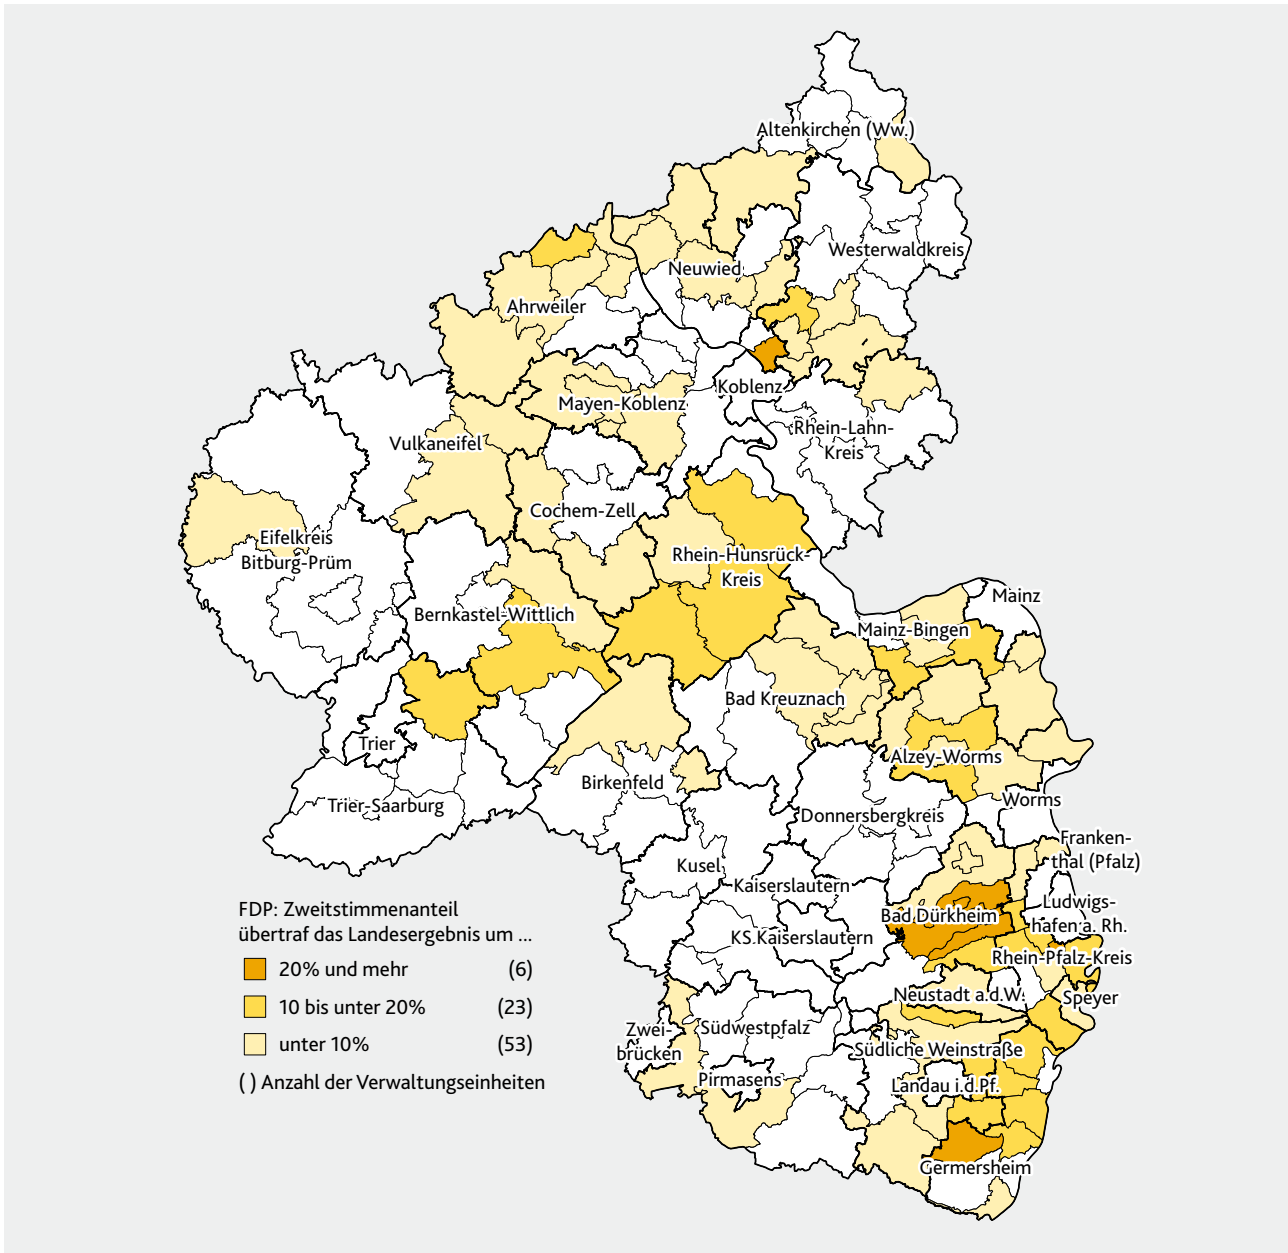 Altenkirchen (Ww.)
Westerwaldkreis
Neuwied
Ahrweiler
Koblenz
Mayen-Koblenz
Rhein-Lahn-
Kreis
Vulkaneifel
Cochem-Zell
Eifelkreis
Bitburg-Prüm
Rhein-Hunsrück-
Kreis
Mainz
Bernkastel-Wittlich
Mainz-Bingen
Bad Kreuznach
Trier
Alzey-Worms
Birkenfeld
Trier-Saarburg
Worms
Donnersbergkreis
Franken-
thal (Pfalz)
Kusel
Kaiserslautern
Ludwigs-
hafen a. Rh.
Bad Dürkheim
KS.Kaiserslautern
Rhein-Pfalz-Kreis
Neustadt a.d.W.
Speyer
Zwei-
brücken
Südwestpfalz
Südliche Weinstraße
Pirmasens
Landau i.d.Pf.
Germersheim
FDP: Zweitstimmenanteil
übertraf das Landesergebnis um ...
20% und mehr (6)
10 bis unter 20% (23)
unter 10% (53)
( ) Anzahl der Verwaltungseinheiten